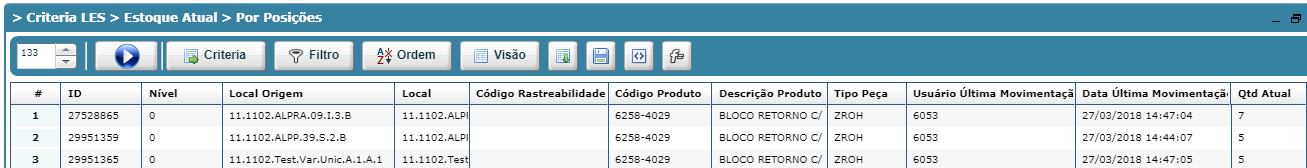 > Criteria LES > Estoque Atual > Por Posições
133 Criteria Filtro Ordem Visão
# ID Nível Local Origem Local Código Rastreabilidade Código Produto Descrição Produto Tipo Peça Usuário Última Movimentaçã Data Última Movimentação Qtd Atual
1 27528865 0 11.1102.ALPRA.09.I.3.B 11.1102.ALPI 6258-4029 BLOCO RETORNO C/ ZROH 6053 27/03/2018 14:47:04 7
2 29951359 0 11.1102.ALPP.39.S.2.B 11.1102.ALPI 6258-4029 BLOCO RETORNO C/ ZROH 6053 27/03/2018 14:44:07 5
3 29951365 0 11.1102.Test.Var.Unic.A.1.A.1 11.1102.Test 6258-4029 BLOCO RETORNO C/ ZROH 6053 27/03/2018 14:47:05 5